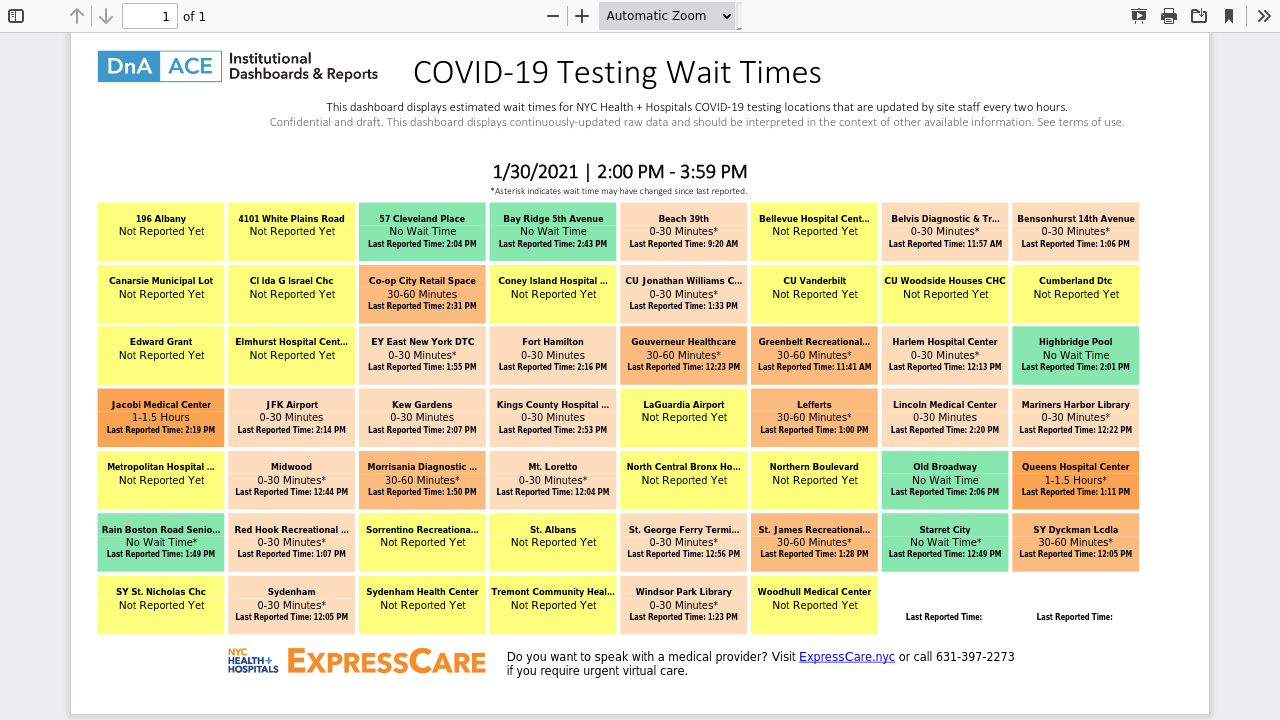 1 of 1 Automatic Zoom
DnA ACE Institutional Dashboards & Reports
COVID-19 Testing Wait Times
This dashboard displays estimated wait times for NYC Health + Hospitals COVID-19 testing locations that are updated by site staff every two hours.
Confidential and draft. This dashboard displays continuously-updated raw data and should be interpreted in the context of other available information. See terms of use.
1/30/2021 | 2:00 PM - 3:59 PM
*Asterisk indicates wait time may have changed since last reported.
196 Albany
Not Reported Yet
4101 White Plains Road
Not Reported Yet
57 Cleveland Place
No Wait Time
Last Reported Time: 2:04 PM
Bay Ridge 5th Avenue
No Wait Time
Last Reported Time: 2:43 PM
Beach 39th
0-30 Minutes*
Last Reported Time: 9:20 AM
Bellevue Hospital Cent...
Not Reported Yet
Belvis Diagnostic & Tr...
0-30 Minutes*
Last Reported Time: 11:57 AM
Bensonhurst 14th Avenue
0-30 Minutes*
Last Reported Time: 1:06 PM
Canarsie Municipal Lot
Not Reported Yet
CI Ida G Israel Chc
Not Reported Yet
Co-op City Retail Space
30-60 Minutes
Last Reported Time: 2:31 PM
Coney Island Hospital ...
Not Reported Yet
CU Jonathan Williams C...
0-30 Minutes*
Last Reported Time: 1:33 PM
CU Vanderbilt
Not Reported Yet
CU Woodside Houses CHC
Not Reported Yet
Cumberland Dtc
Not Reported Yet
Edward Grant
Not Reported Yet
Elmhurst Hospital Cent...
Not Reported Yet
EY East New York DTC
0-30 Minutes*
Last Reported Time: 1:55 PM
Fort Hamilton
0-30 Minutes
Last Reported Time: 2:16 PM
Gouverneur Healthcare
30-60 Minutes*
Last Reported Time: 12:23 PM
Greenbelt Recreational...
30-60 Minutes*
Last Reported Time: 11:41 AM
Harlem Hospital Center
0-30 Minutes*
Last Reported Time: 12:13 PM
Highbridge Pool
No Wait Time
Last Reported Time: 2:01 PM
Jacobi Medical Center
1-1.5 Hours
Last Reported Time: 2:19 PM
JFK Airport
0-30 Minutes
Last Reported Time: 2:14 PM
Kew Gardens
0-30 Minutes
Last Reported Time: 2:07 PM
Kings County Hospital ...
0-30 Minutes
Last Reported Time: 2:53 PM
LaGuardia Airport
Not Reported Yet
Lefferts
30-60 Minutes*
Last Reported Time: 1:00 PM
Lincoln Medical Center
0-30 Minutes
Last Reported Time: 2:20 PM
Mariners Harbor Library
0-30 Minutes*
Last Reported Time: 12:22 PM
Metropolitan Hospital ...
Not Reported Yet
Midwood
0-30 Minutes*
Last Reported Time: 12:44 PM
Morrisania Diagnostic ...
30-60 Minutes*
Last Reported Time: 1:50 PM
Mt. Loretto
0-30 Minutes*
Last Reported Time: 12:04 PM
North Central Bronx Ho...
Not Reported Yet
Northern Boulevard
Not Reported Yet
Old Broadway
No Wait Time
Last Reported Time: 2:06 PM
Queens Hospital Center
1-1.5 Hours*
Last Reported Time: 1:11 PM
Rain Boston Road Senio...
No Wait Time*
Last Reported Time: 1:49 PM
Red Hook Recreational ...
0-30 Minutes*
Last Reported Time: 1:07 PM
Sorrentino Recreationa...
Not Reported Yet
St. Albans
Not Reported Yet
St. George Ferry Termi...
0-30 Minutes*
Last Reported Time: 12:56 PM
St. James Recreational...
30-60 Minutes*
Last Reported Time: 1:28 PM
Starret City
No Wait Time*
Last Reported Time: 12:49 PM
SY Dyckman Lcdla
30-60 Minutes*
Last Reported Time: 12:05 PM
SY St. Nicholas Chc
Not Reported Yet
Sydenham
0-30 Minutes*
Last Reported Time: 12:05 PM
Sydenham Health Center
Not Reported Yet
Tremont Community Heal...
Not Reported Yet
Windsor Park Library
0-30 Minutes*
Last Reported Time: 1:23 PM
Woodhull Medical Center
Not Reported Yet
Last Reported Time:
Last Reported Time:
NYC HEALTH+ HOSPITALS
EXPRESSCARE
Do you want to speak with a medical provider? Visit ExpressCare.nyc or call 631-397-2273
if you require urgent virtual care.